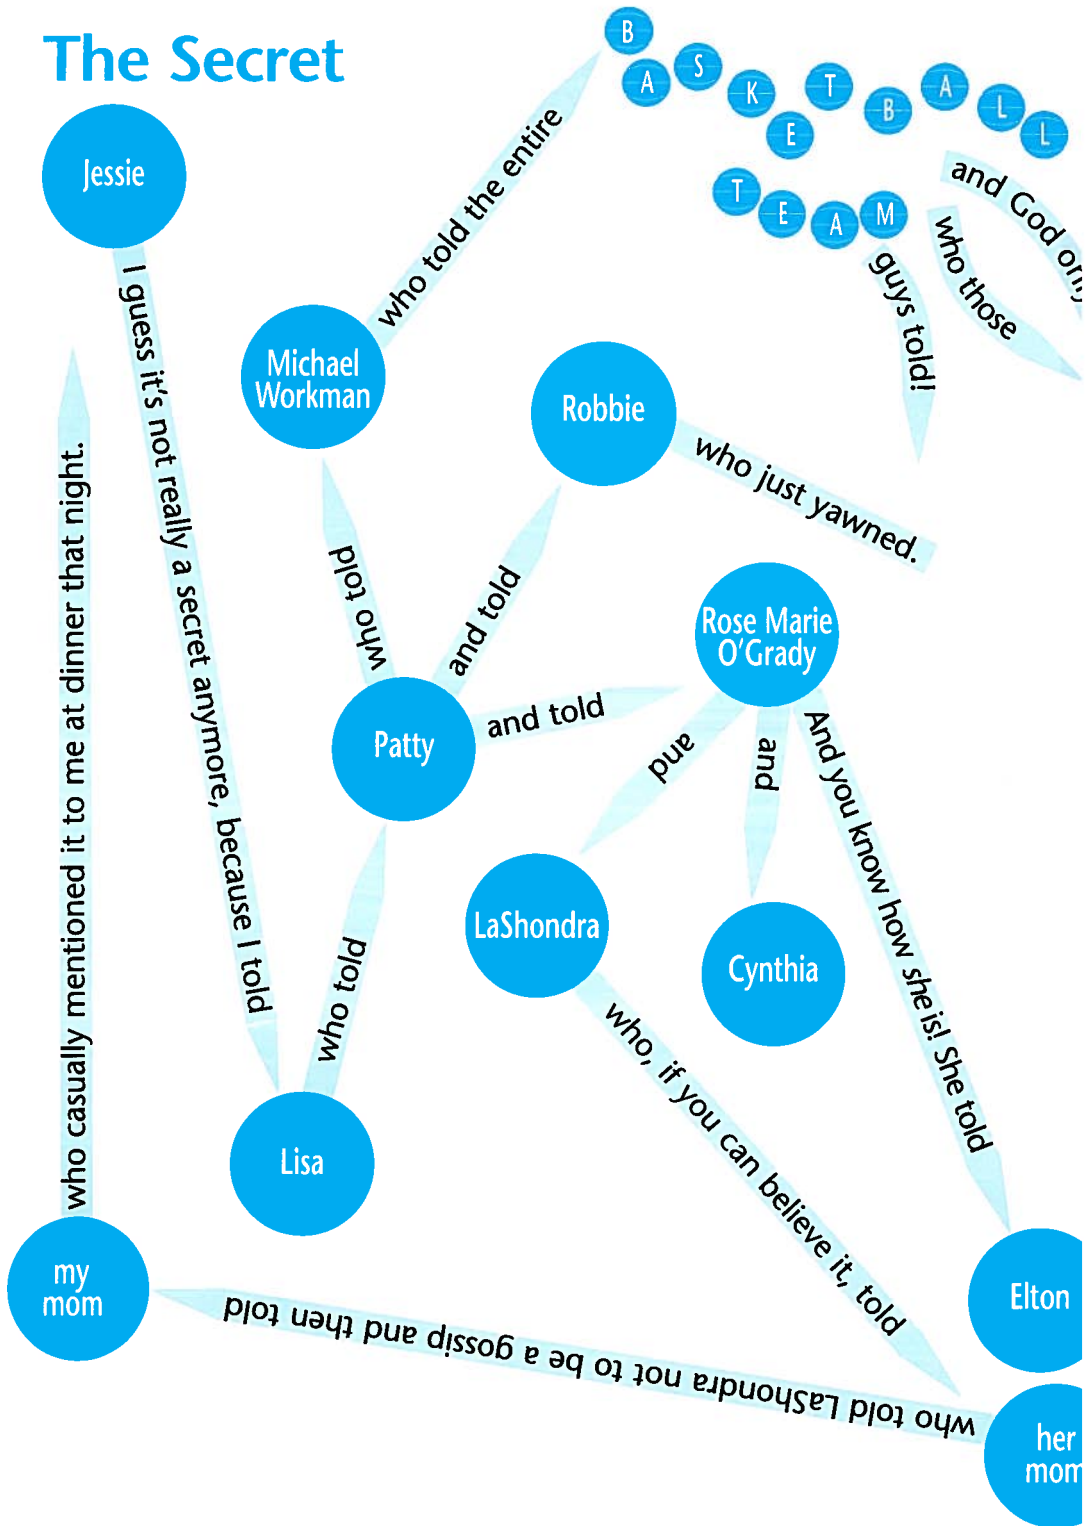 The Secret
Jessie
I guess it's not really a secret anymore, because I told
Lisa
who told
Patty
who told
Michael
Workman
who told the entire
BASKETBALL
TEAM
and God only
who those
guys told!
and told
Robbie
who just yawned.
and told
Rose Marie
O'Grady
And you know how she is! She told
Elton
and
Cynthia
and
LaShondra
who, if you can believe it, told
her
mom
who told LaShondra not to be a gossip and then told
my
mom
who casually mentioned it to me at dinner that night.